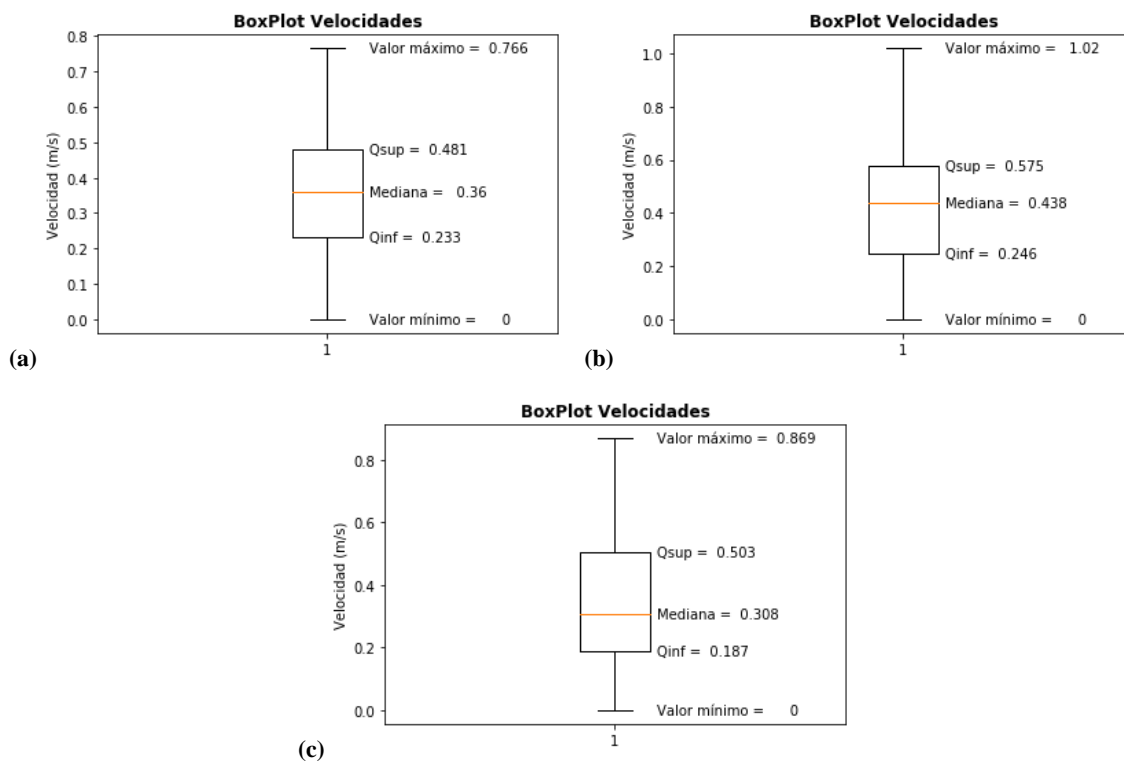 BoxPlot Velocidades
0.8
0.7
0.6
0.5
0.4
0.3
0.2
0.1
0.0
Velocidad (m/s)
Valor máximo = 0.766
Qsup = 0.481
Mediana = 0.36
Qinf = 0.233
Valor mínimo = 0
1
(a)
BoxPlot Velocidades
1.0
0.8
0.6
0.4
0.2
0.0
Velocidad (m/s)
Valor máximo = 1.02
Qsup = 0.575
Mediana = 0.438
Qinf = 0.246
Valor mínimo = 0
1
(b)
BoxPlot Velocidades
0.8
0.6
0.4
0.2
0.0
Velocidad (m/s)
Valor máximo = 0.869
Qsup = 0.503
Mediana = 0.308
Qinf = 0.187
Valor mínimo = 0
1
(c)